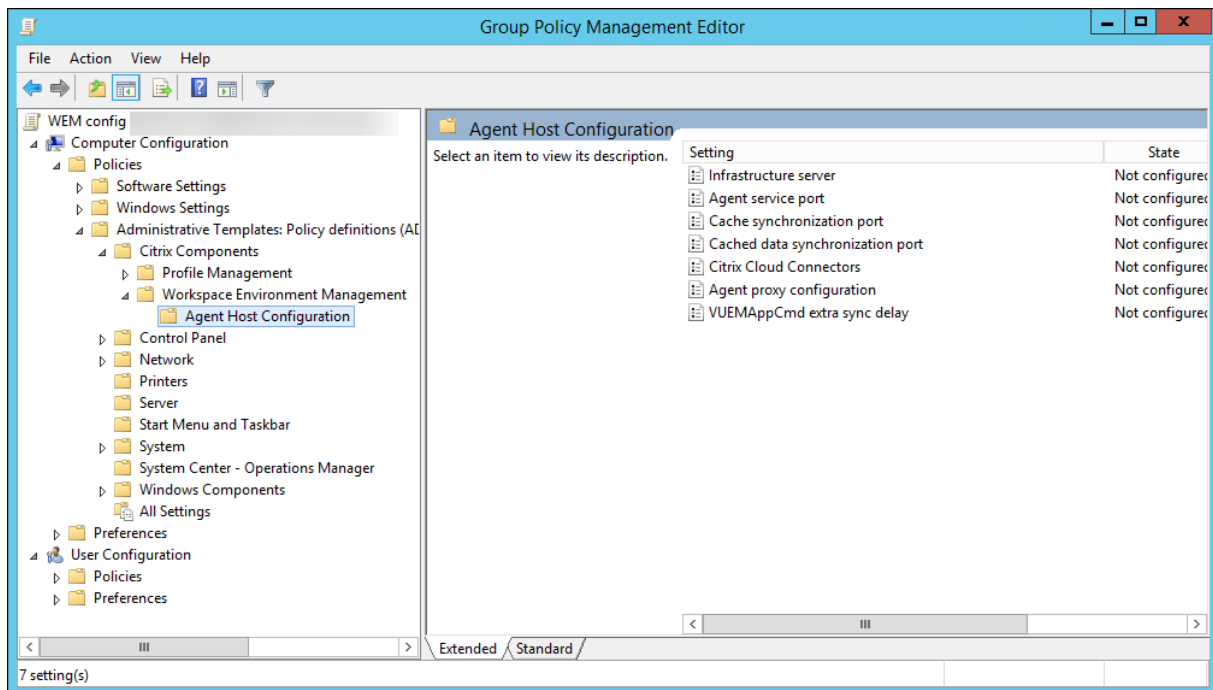 Group Policy Management Editor
File Action View Help
WEM config
Computer Configuration
Policies
Software Settings
Windows Settings
Administrative Templates: Policy definitions (AD
Citrix Components
Profile Management
Workspace Environment Management
Agent Host Configuration
Control Panel
Network
Printers
Server
Start Menu and Taskbar
System
System Center - Operations Manager
Windows Components
All Settings
Preferences
User Configuration
Policies
Preferences
Agent Host Configuration
Select an item to view its description.
Setting State
Infrastructure server Not configured
Agent service port Not configured
Cache synchronization port Not configured
Cached data synchronization port Not configured
Citrix Cloud Connectors Not configured
Agent proxy configuration Not configured
VUEMAppCmd extra sync delay Not configured
Extended Standard
7 setting(s)